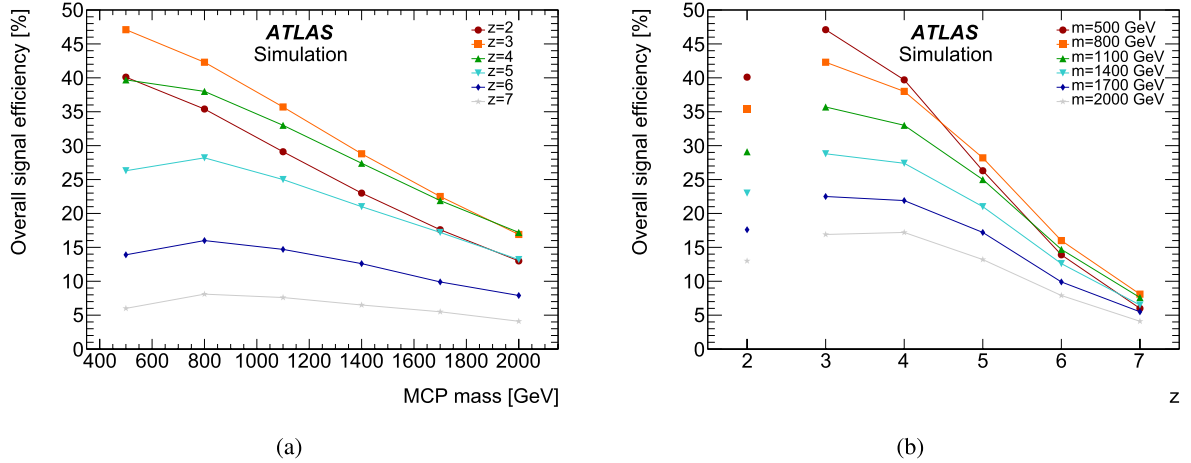 Overall signal efficiency [%]
50
45
40
35
30
25
20
15
10
5
0
ATLAS
Simulation
z=2
z=3
z=4
z=5
z=6
z=7
400 600 800 1000 1200 1400 1600 1800 2000
MCP mass [GeV]
(a)
Overall signal efficiency [%]
50
45
40
35
30
25
20
15
10
5
0
ATLAS
Simulation
m=500 GeV
m=800 GeV
m=1100 GeV
m=1400 GeV
m=1700 GeV
m=2000 GeV
2 3 4 5 6 7
z
(b)